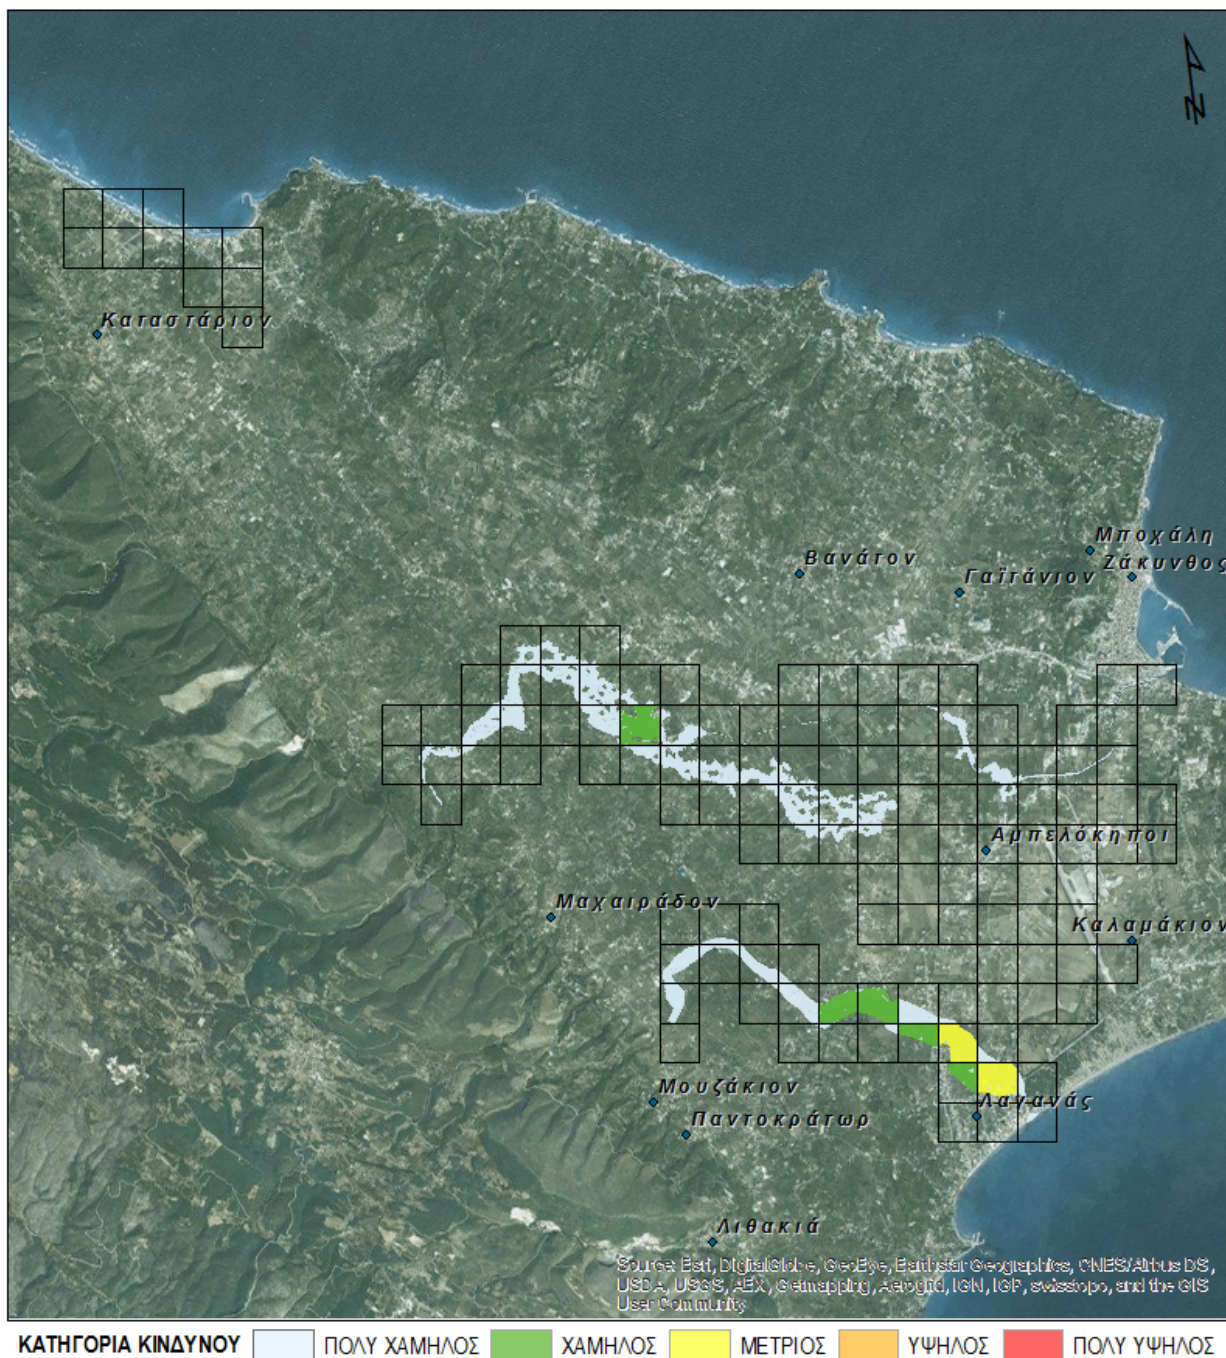 N
Καταστάριον
Μποχάλη
Βανάτον
Ζάκυνθος
Γαϊτάνιον
Αμπελόκηποι
Μαχαιράδον
Καλαμάκιον
Μουζάκιον
Λαγανάς
Παντοκράτωρ
Λιθακιά
Source: Esri, DigitalGlobe, GeoEye, Earthstar Geographics, CNES/Airbus DS,
USDA, USGS, AEX, Getmapping, Aerogrid, IGN, IGP, swisstopo, and the GIS
User Community
ΚΑΤΗΓΟΡΙΑ ΚΙΝΔΥΝΟΥ ΠΟΛΥ ΧΑΜΗΛΟΣ ΧΑΜΗΛΟΣ ΜΕΤΡΙΟΣ ΥΨΗΛΟΣ ΠΟΛΥ ΥΨΗΛΟΣ